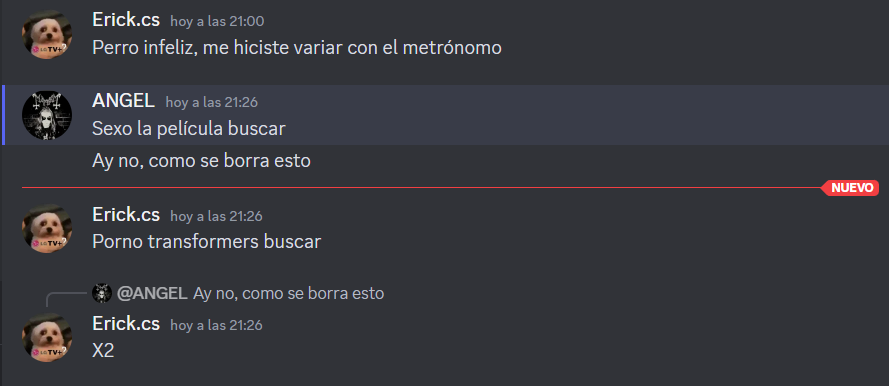 Erick.cs hoy a las 21:00
Perro infeliz, me hiciste variar con el metrónomo
ANGEL hoy a las 21:26
Sexo la película buscar
Ay no, como se borra esto
NUEVO
Erick.cs hoy a las 21:26
Porno transformers buscar
@ANGEL Ay no, como se borra esto
Erick.cs hoy a las 21:26
X2